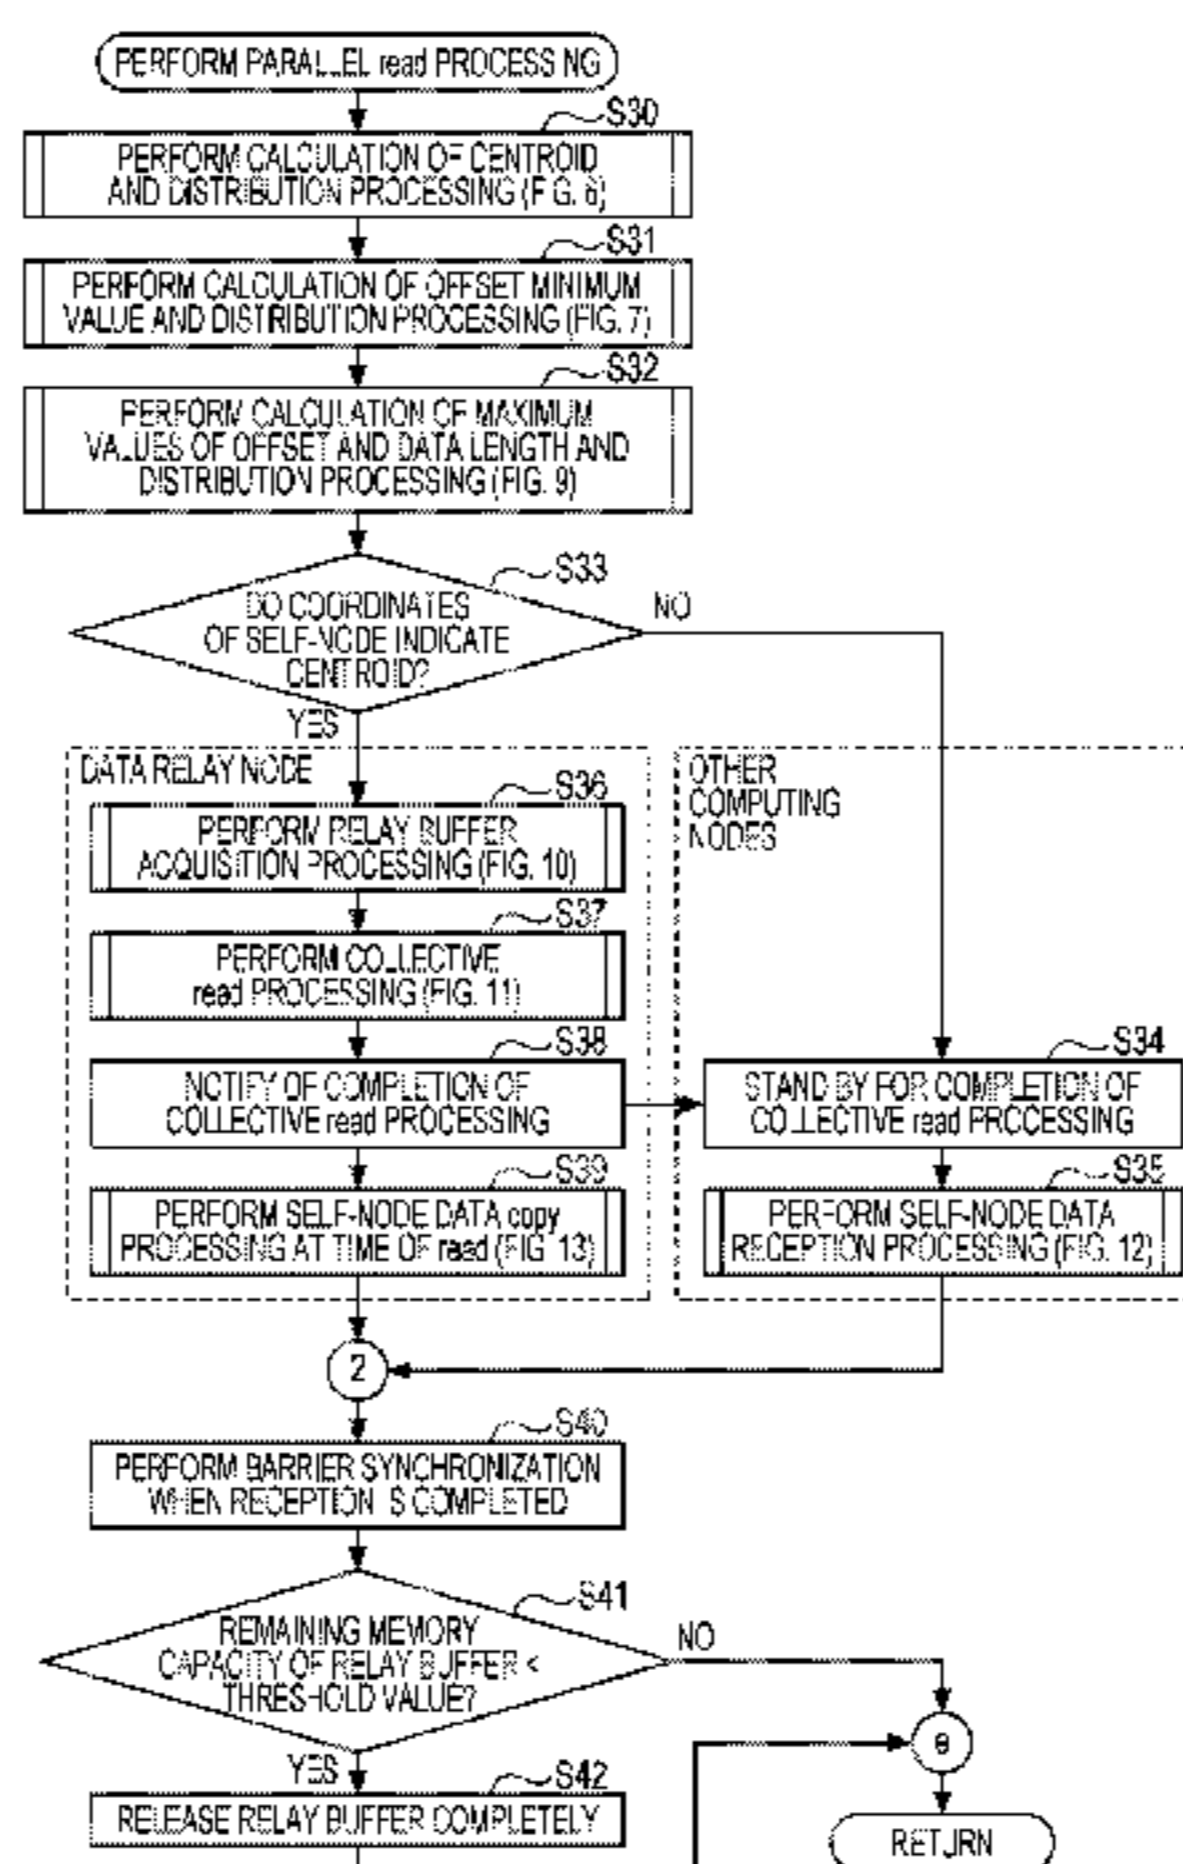 PERFORM PARALLEL read PROCESSING
S30
PERFORM CALCULATION OF CENTROID
AND DISTRIBUTION PROCESSING (FIG. 6)
S31
PERFORM CALCULATION OF OFFSET MINIMUM
VALUE AND DISTRIBUTION PROCESSING (FIG. 7)
S32
PERFORM CALCULATION OF MAXIMUM
VALUES OF OFFSET AND DATA LENGTH AND
DISTRIBUTION PROCESSING (FIG. 9)
S33
DO COORDINATES
OF SELF-NODE INDICATE
CENTROID?
NO
YES
DATA RELAY NODE
S36
PERFORM RELAY BUFFER
ACQUISITION PROCESSING (FIG. 10)
S37
PERFORM COLLECTIVE
read PROCESSING (FIG. 11)
S38
NOTIFY OF COMPLETION OF
COLLECTIVE read PROCESSING
S39
PERFORM SELF-NODE DATA copy
PROCESSING AT TIME OF read (FIG. 13)
OTHER
COMPUTING
NODES
S34
STAND BY FOR COMPLETION OF
COLLECTIVE read PROCESSING
S35
PERFORM SELF-NODE DATA
RECEPTION PROCESSING (FIG. 12)
2
S40
PERFORM BARRIER SYNCHRONIZATION
WHEN RECEPTION IS COMPLETED
S41
REMAINING MEMORY
CAPACITY OF RELAY BUFFER <
THRESHOLD VALUE?
NO
YES
S42
RELEASE RELAY BUFFER COMPLETELY
RETURN